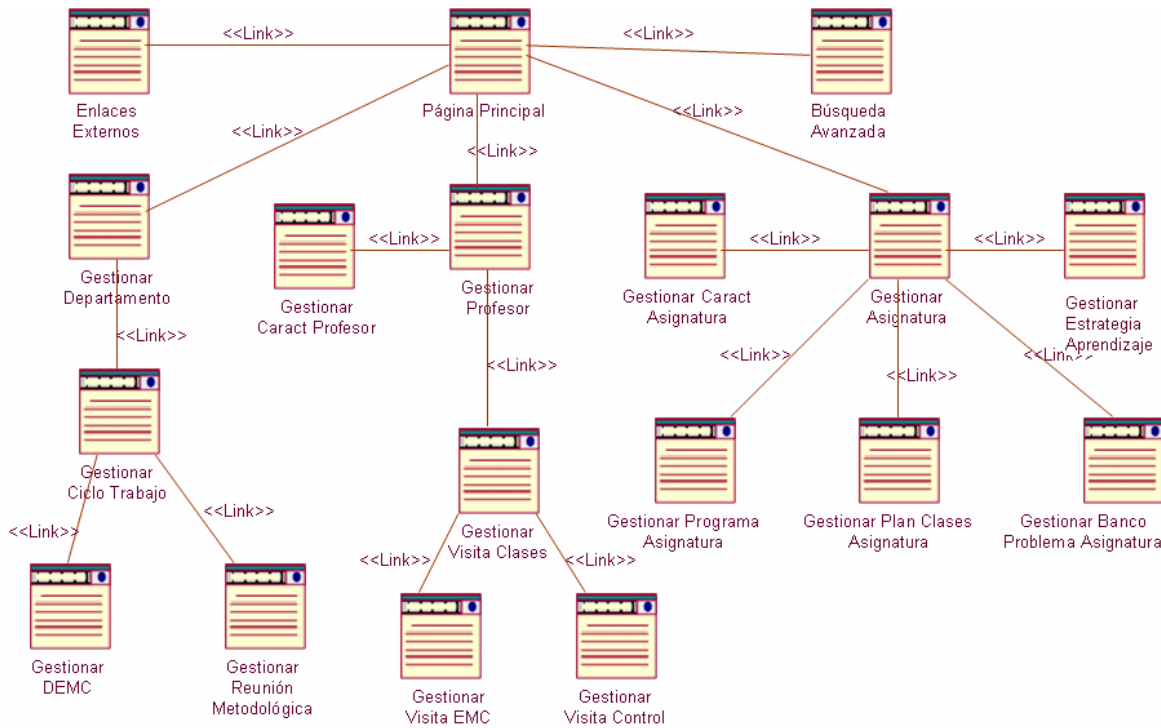 <<Link>>
<<Link>>
Enlaces
Externos
Página Principal
Búsqueda
Avanzada
<<Link>>
<<Link>>
<<Link>>
<<Link>>
<<Link>>
<<Link>>
Gestionar
Departamento
Gestionar
Caract Profesor
Gestionar
Profesor
Gestionar Caract
Asignatura
Gestionar
Asignatura
Gestionar
Estrategia
Aprendizaje
<<Link>>
<<Link>>
<<Link>>
<<Link>>
<<Link>>
Gestionar
Ciclo Trabajo
<<Link>>
<<Link>>
Gestionar
Visita Clases
Gestionar Programa
Asignatura
Gestionar Plan Clases
Asignatura
Gestionar Banco
Problema Asignatura
<<Link>>
<<Link>>
Gestionar
DEMC
Gestionar
Reunión
Metodológica
Gestionar
Visita EMC
Gestionar
Visita Control